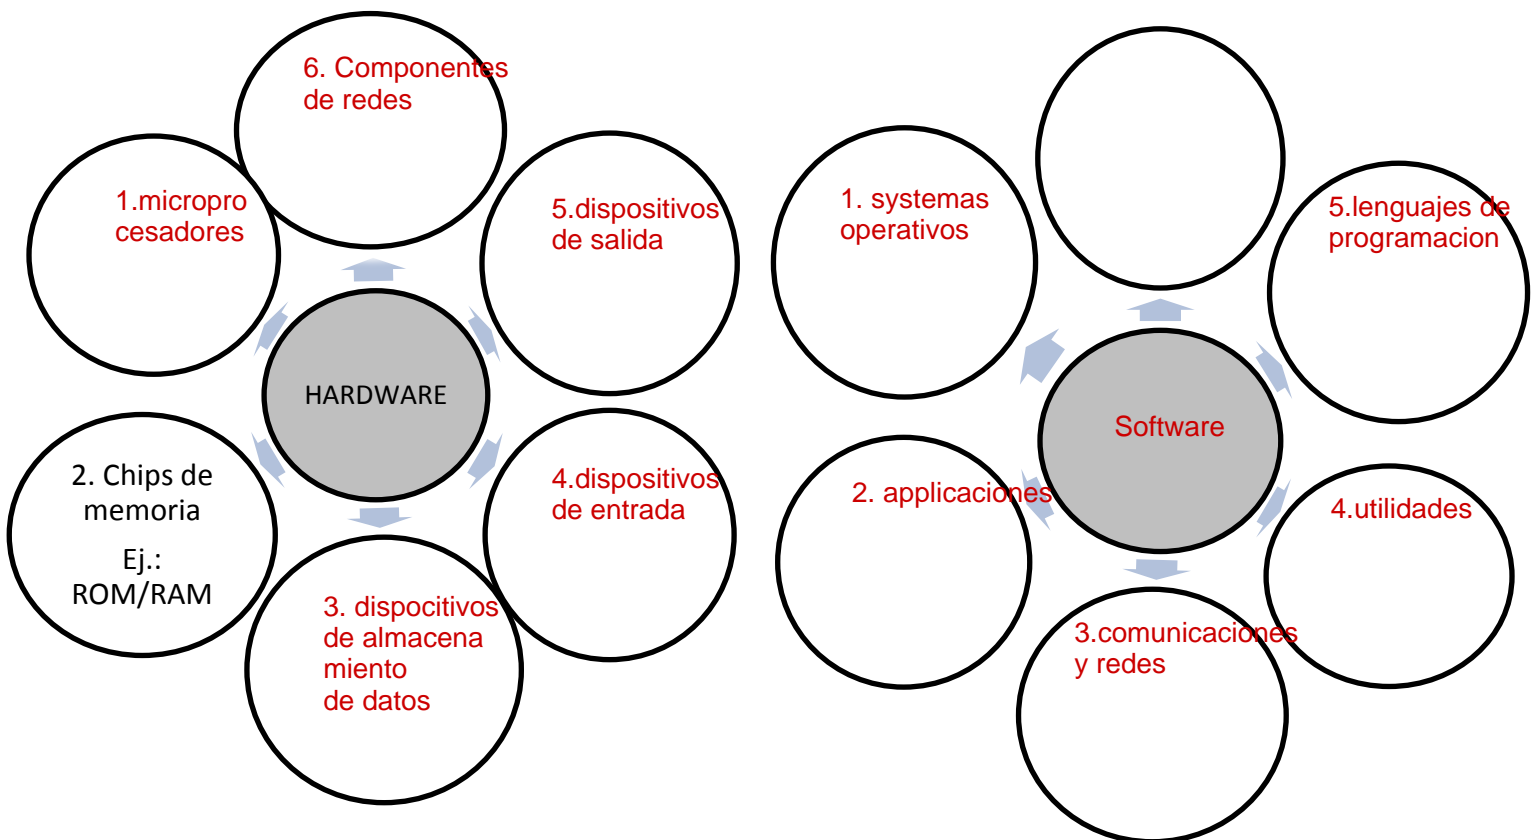 6. Componentes
de redes
1.micropro
cesadores
5.dispositivos
de salida
HARDWARE
2. Chips de
memoria
Ej.:
ROM/RAM
4.dispositivos
de entrada
3. dispocitivos
de almacena
miento
de datos
1. systemas
operativos
5.lenguajes de
programacion
Software
2. applicaciones
4.utilidades
3.comunicaciones
y redes